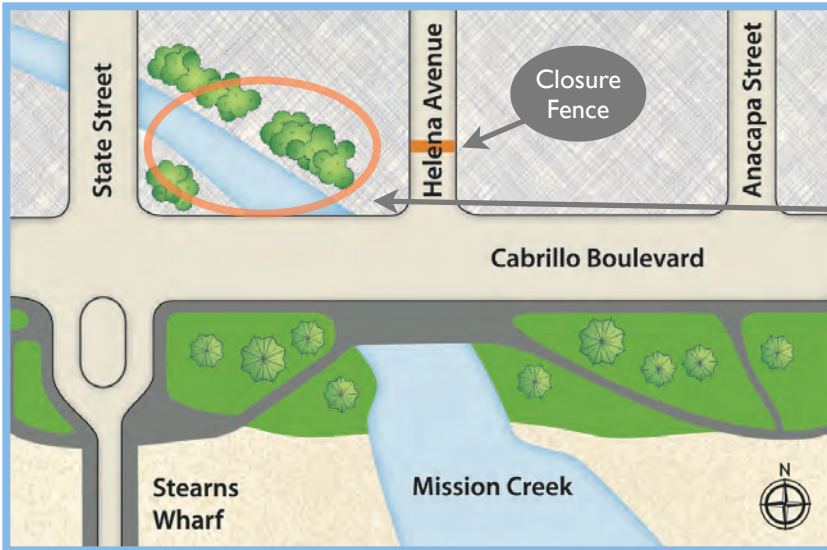 State Street
Helena Avenue
Closure
Fence
Anacapa Street
Cabrillo Boulevard
Stearns
Wharf
Mission Creek
N